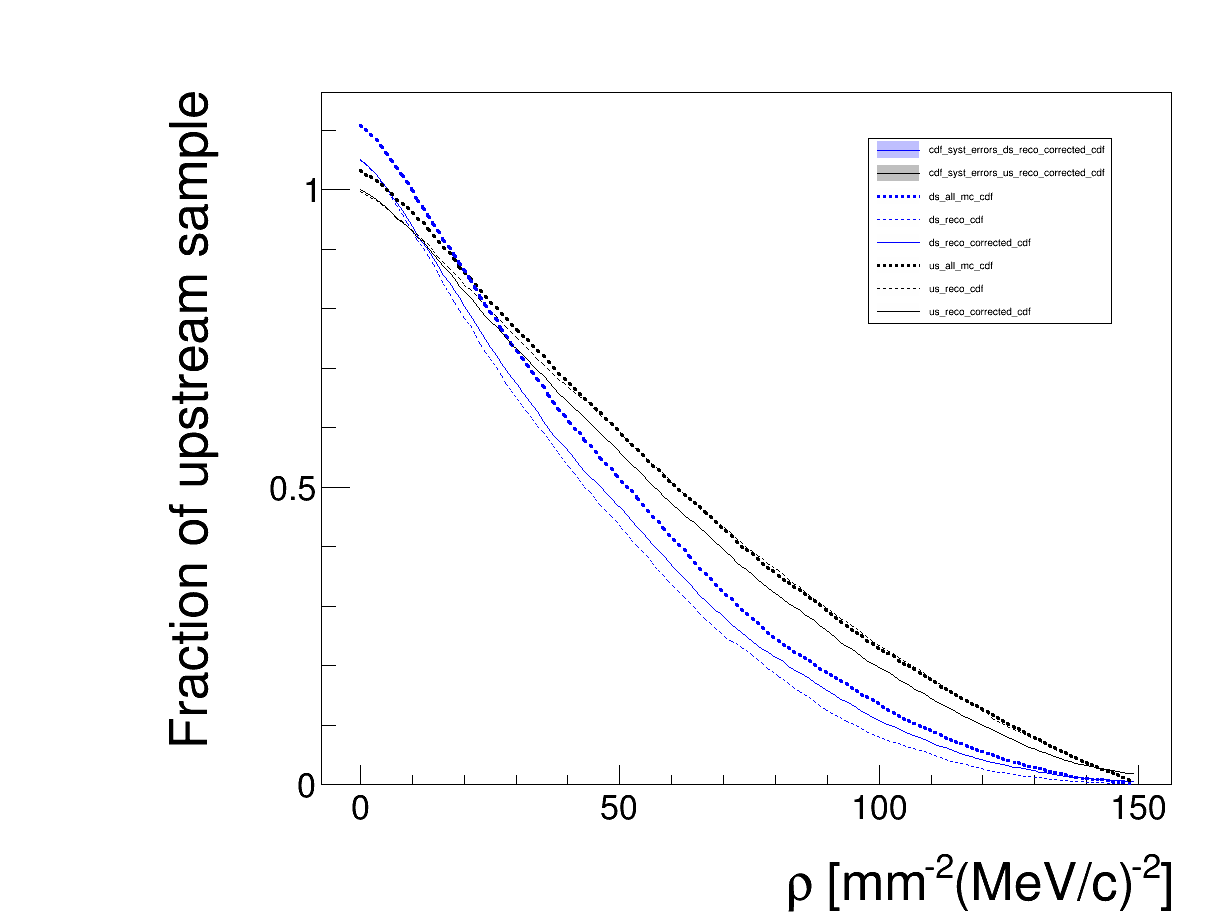 Fraction of upstream sample
1
0.5
0
0 50 100 150
ρ [mm-2(MeV/c)-2]
cdf_syst_errors_ds_reco_corrected_cdf
cdf_syst_errors_us_reco_corrected_cdf
ds_all_mc_cdf
ds_reco_cdf
ds_reco_corrected_cdf
us_all_mc_cdf
us_reco_cdf
us_reco_corrected_cdf